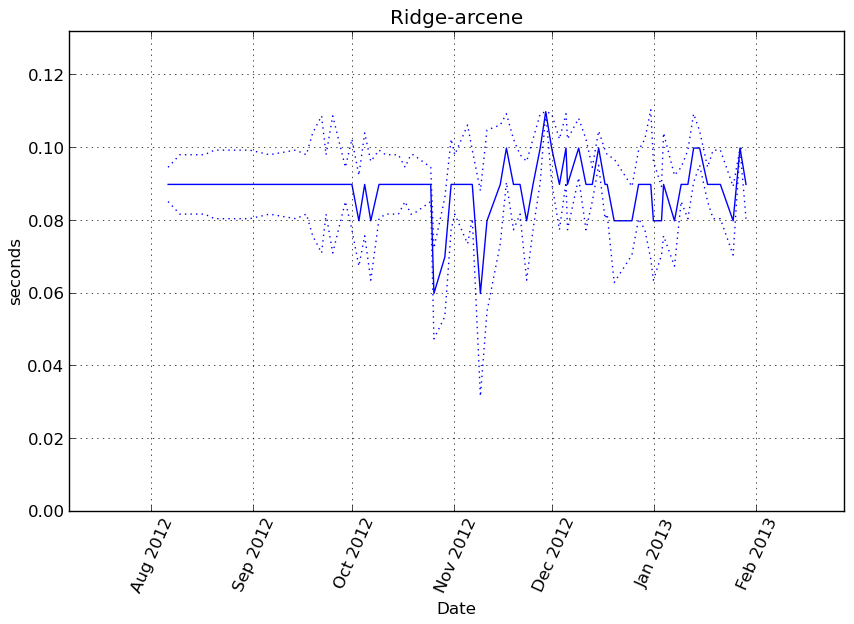 Ridge-arcene
0.12
0.10
0.08
0.06
0.04
0.02
0.00
seconds
Aug 2012
Sep 2012
Oct 2012
Nov 2012
Dec 2012
Jan 2013
Feb 2013
Date